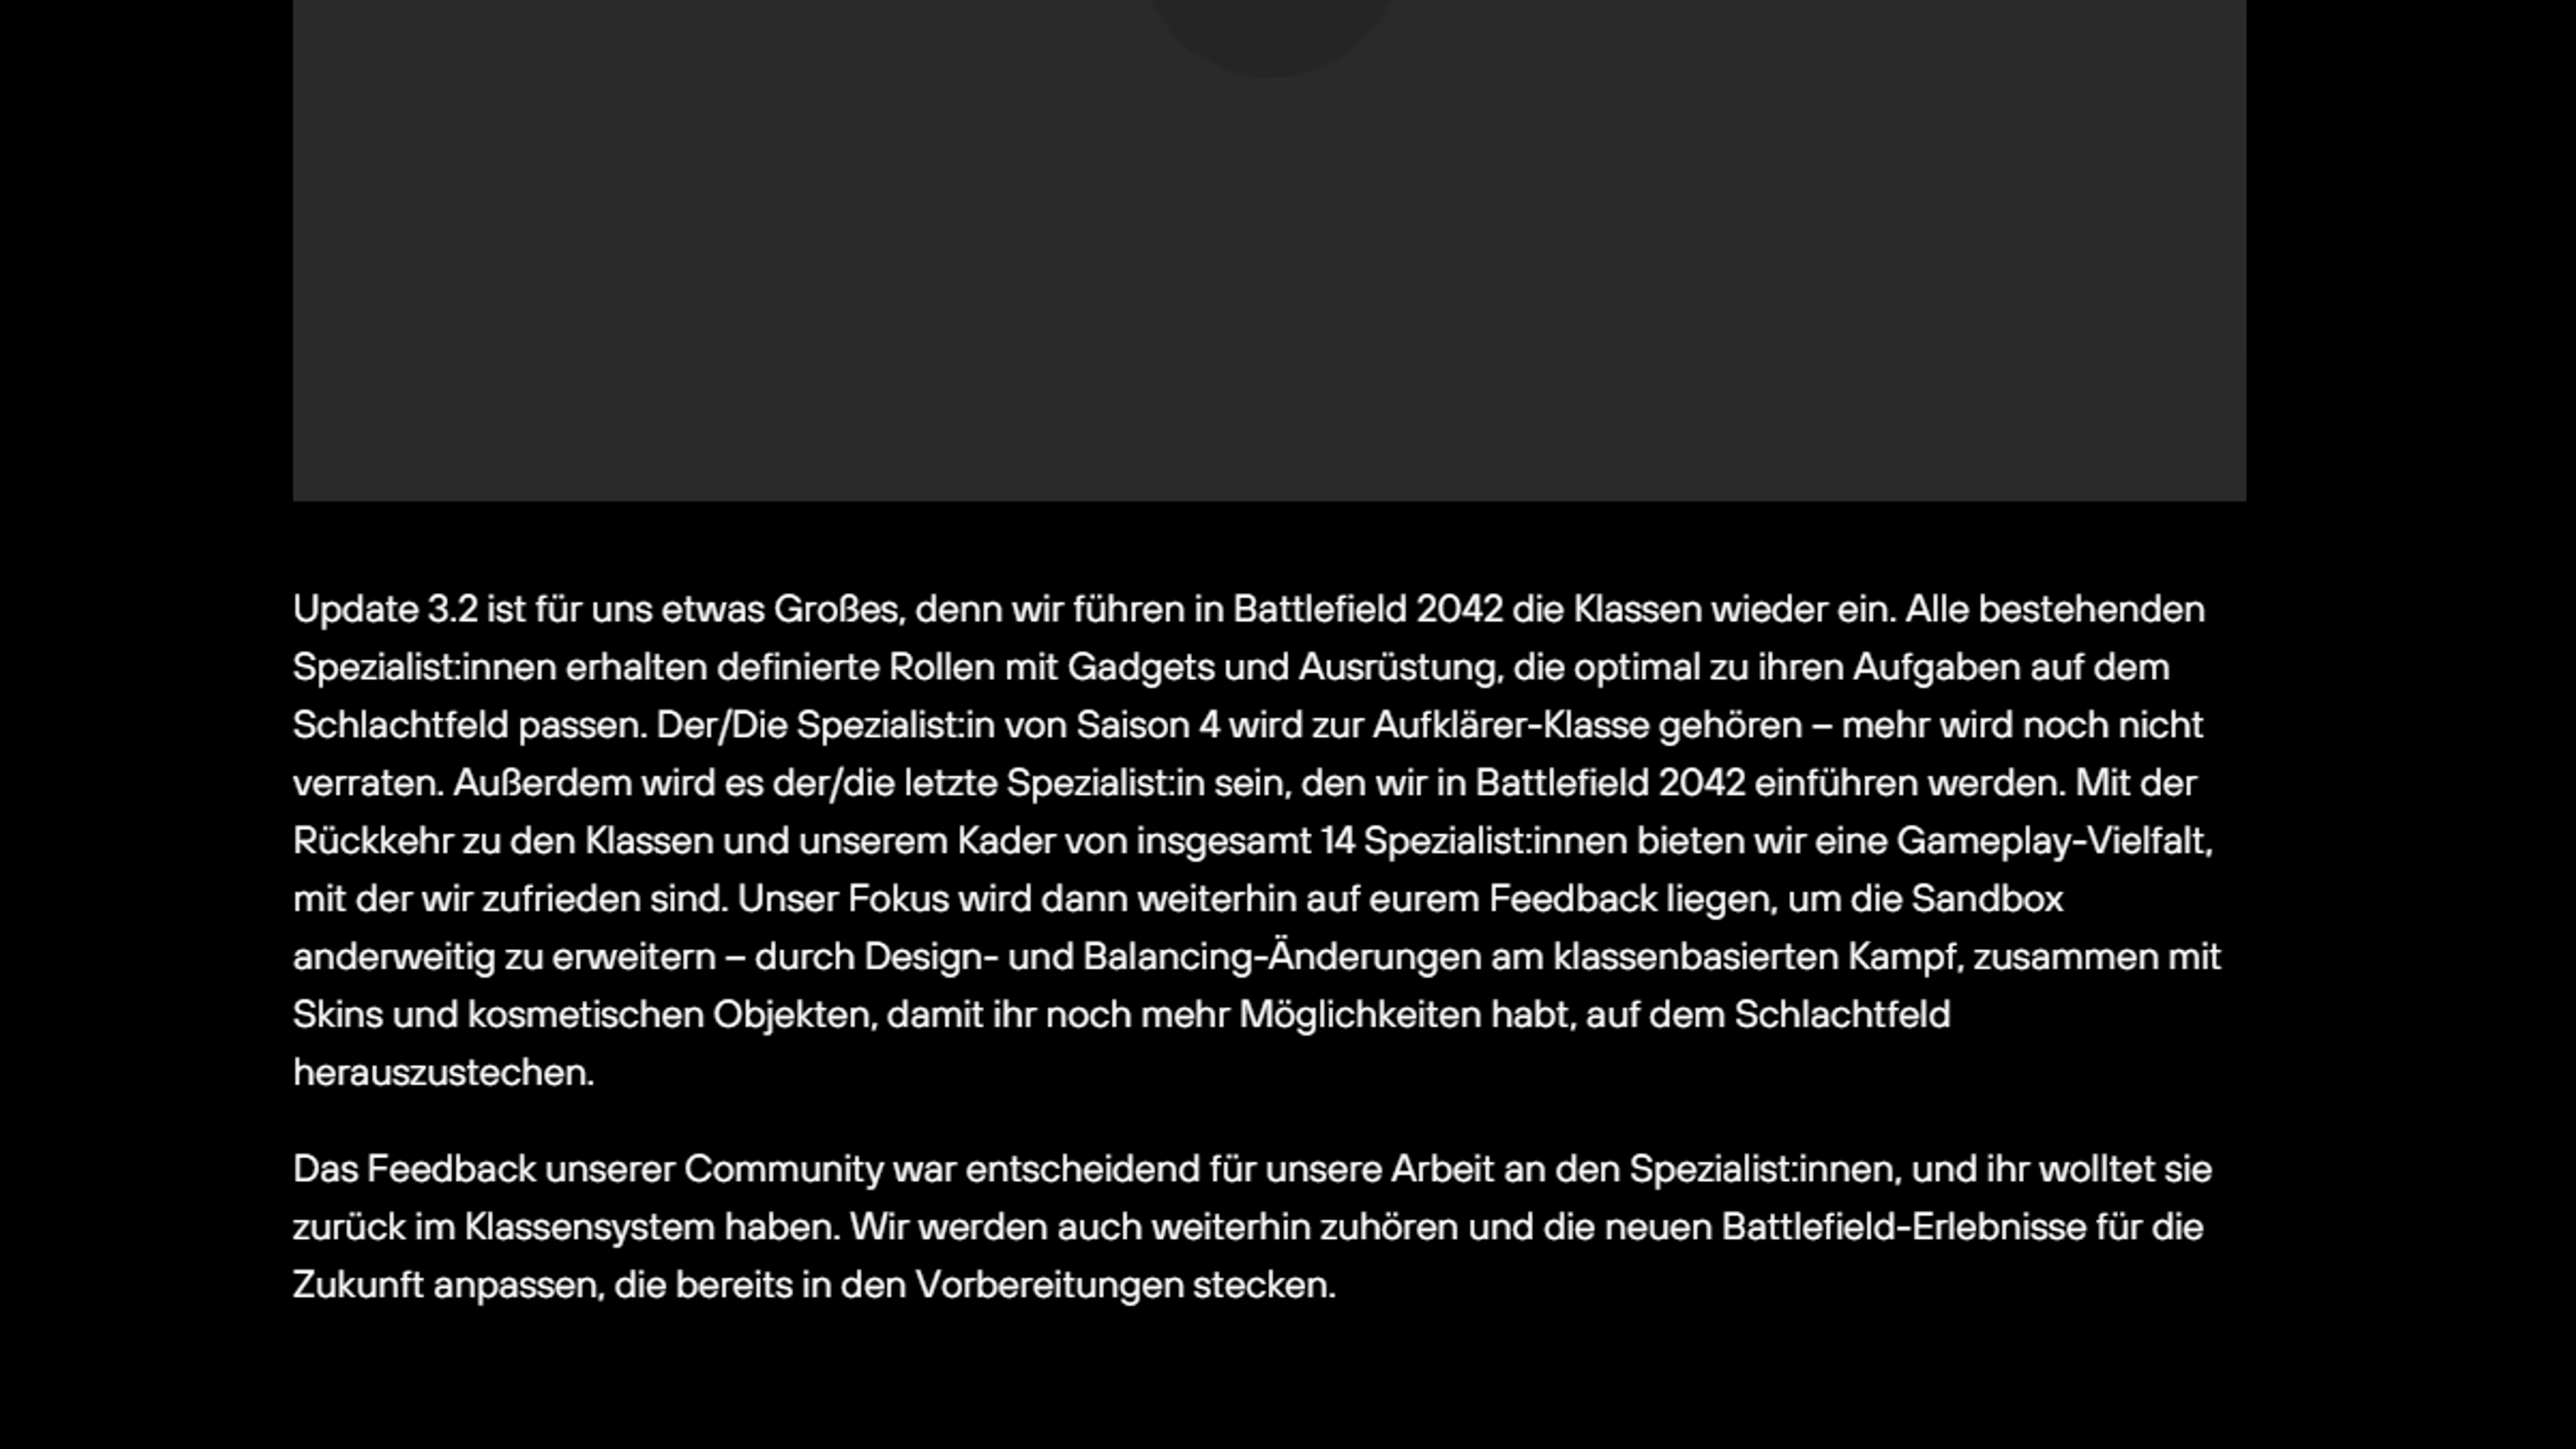 Update 3.2 ist für uns etwas Großes, denn wir führen in Battlefield 2042 die Klassen wieder ein. Alle bestehenden
Spezialist:innen erhalten definierte Rollen mit Gadgets und Ausrüstung, die optimal zu ihren Aufgaben auf dem
Schlachtfeld passen. Der/Die Spezialist:in von Saison 4 wird zur Aufklärer-Klasse gehören – mehr wird noch nicht
verraten. Außerdem wird es der/die letzte Spezialist:in sein, den wir in Battlefield 2042 einführen werden. Mit der
Rückkehr zu den Klassen und unserem Kader von insgesamt 14 Spezialist:innen bieten wir eine Gameplay-Vielfalt,
mit der wir zufrieden sind. Unser Fokus wird dann weiterhin auf eurem Feedback liegen, um die Sandbox
anderweitig zu erweitern – durch Design- und Balancing-Änderungen am klassenbasierten Kampf, zusammen mit
Skins und kosmetischen Objekten, damit ihr noch mehr Möglichkeiten habt, auf dem Schlachtfeld
herauszustechen.
Das Feedback unserer Community war entscheidend für unsere Arbeit an den Spezialist:innen, und ihr wolltet sie
zurück im Klassensystem haben. Wir werden auch weiterhin zuhören und die neuen Battlefield-Erlebnisse für die
Zukunft anpassen, die bereits in den Vorbereitungen stecken.